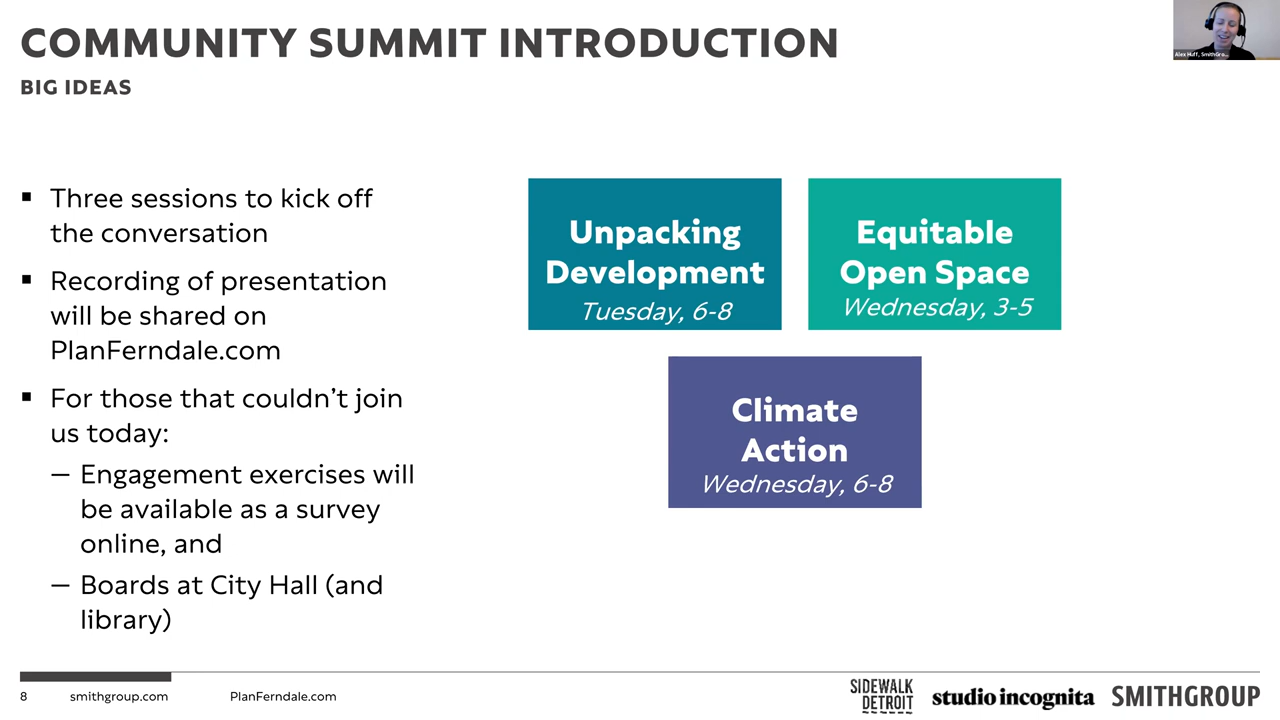 COMMUNITY SUMMIT INTRODUCTION
BIG IDEAS
Alex Huff, SmithGro...
▪ Three sessions to kick off
the conversation
▪ Recording of presentation
will be shared on
PlanFerndale.com
▪ For those that couldn’t join
us today:
— Engagement exercises will
be available as a survey
online, and
— Boards at City Hall (and
library)
Unpacking
Development
Tuesday, 6-8
Equitable
Open Space
Wednesday, 3-5
Climate
Action
Wednesday, 6-8
8
smithgroup.com
PlanFerndale.com
SIDEWALK
DETROIT
studio incognita
SMITHGROUP